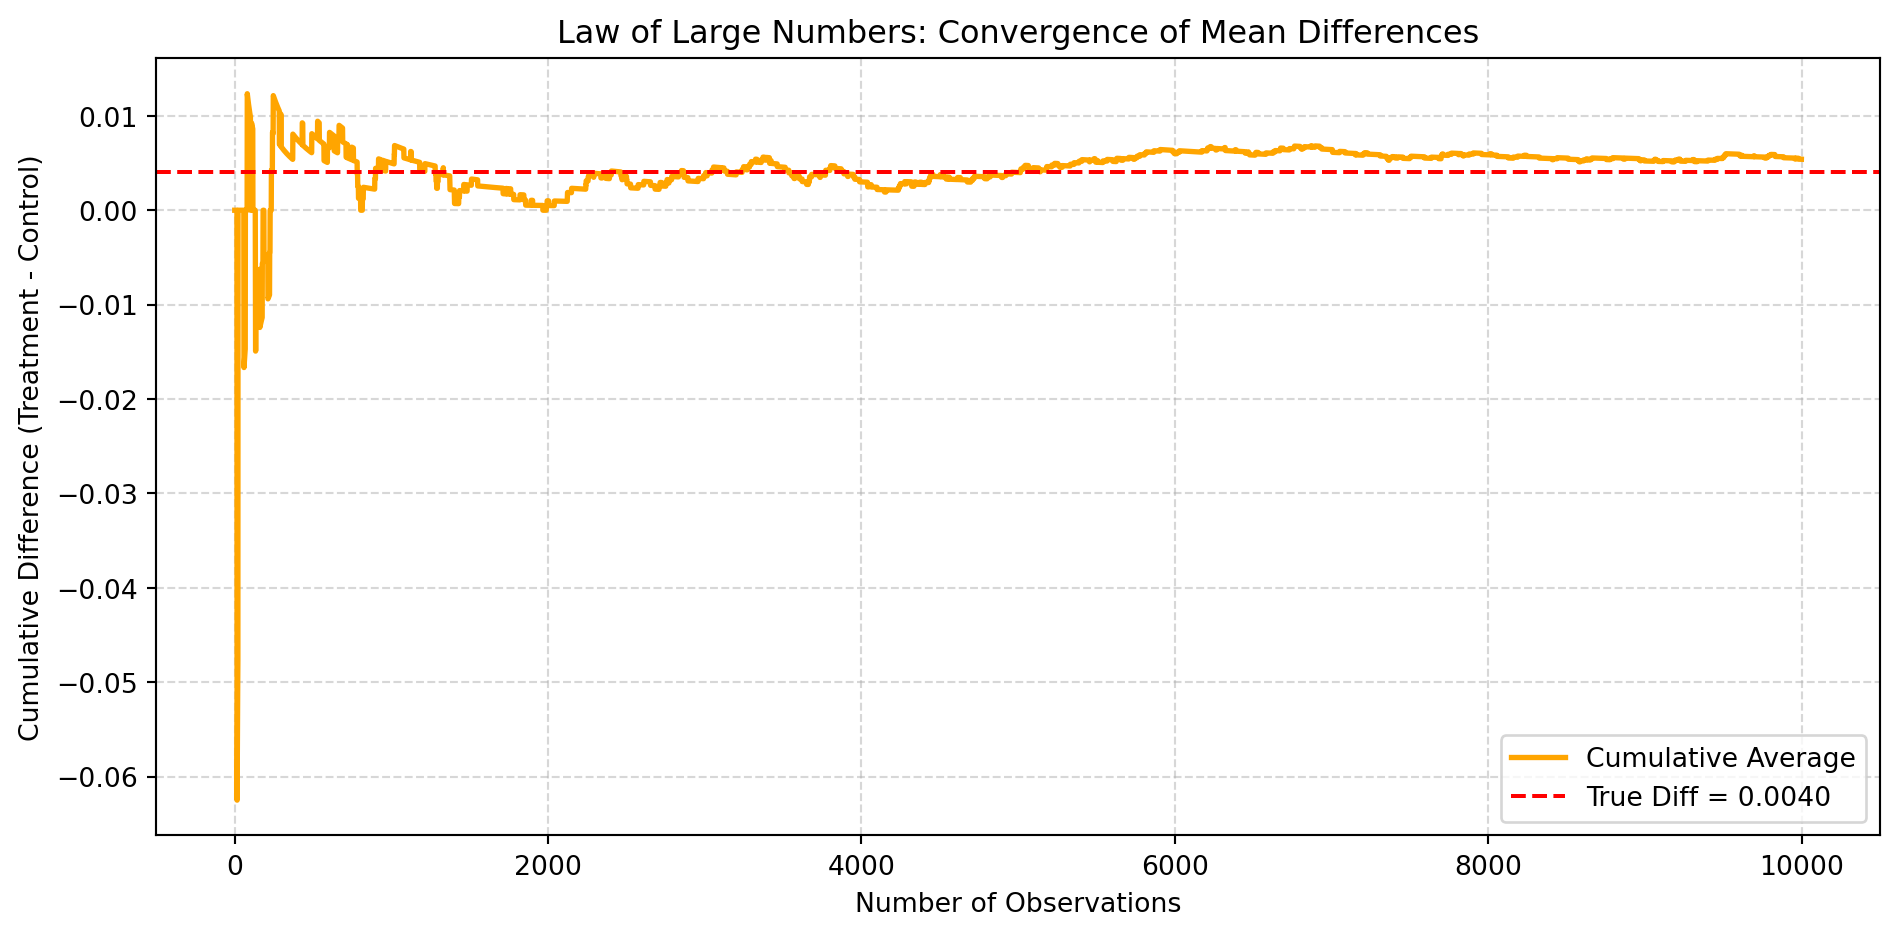 Law of Large Numbers: Convergence of Mean Differences
Cumulative Difference (Treatment - Control)
0.01
0.00
−0.01
−0.02
−0.03
−0.04
−0.05
−0.06
Cumulative Average
True Diff = 0.0040
0 2000 4000 6000 8000 10000
Number of Observations